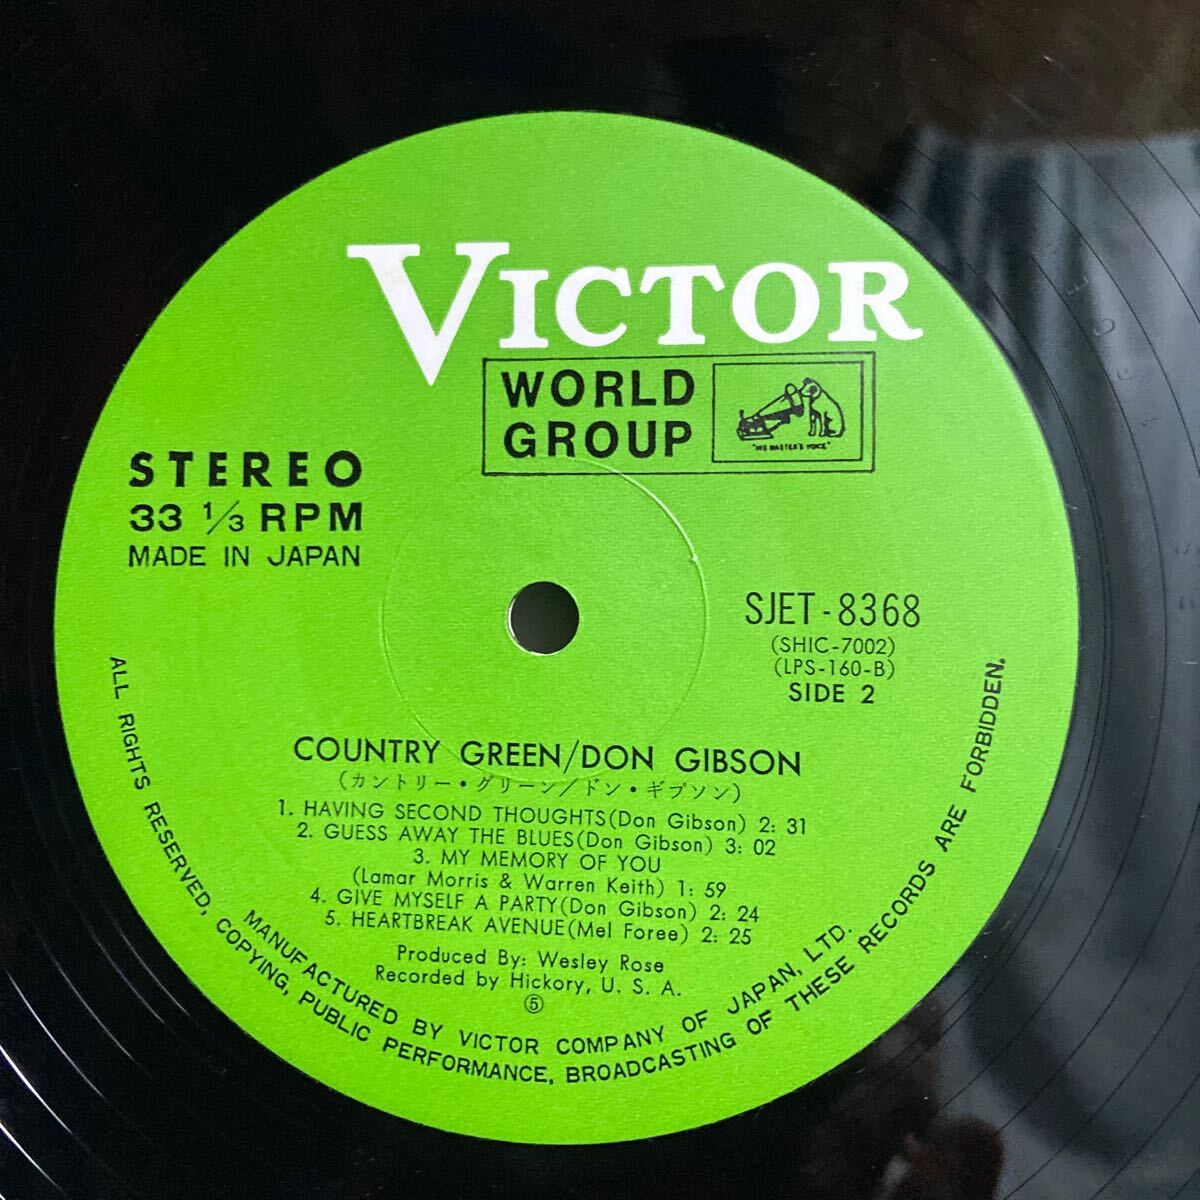 VICTOR
WORLD
GROUP
"HIS MASTER'S VOICE"
STEREO
33 1/3 RPM
MADE IN JAPAN
SJET-8368
(SHIC-7002)
(LPS-160-B)
SIDE 2
COUNTRY GREEN/DON GIBSON
(カントリー・グリーン/ドン・ギブソン)
1. HAVING SECOND THOUGHTS(Don Gibson) 2: 31
2. GUESS AWAY THE BLUES(Don Gibson) 3: 02
3. MY MEMORY OF YOU
(Lamar Morris & Warren Keith) 1: 59
4. GIVE MYSELF A PARTY(Don Gibson) 2: 24
5. HEARTBREAK AVENUE(Mel Foree) 2: 25
Produced By: Wesley Rose
Recorded by Hickory, U. S. A.
⑤
MANUFACTURED BY VICTOR COMPANY OF JAPAN, LTD.
ALL RIGHTS RESERVED, COPYING, PUBLIC PERFORMANCE, BROADCASTING OF THESE RECORDS ARE FORBIDDEN.